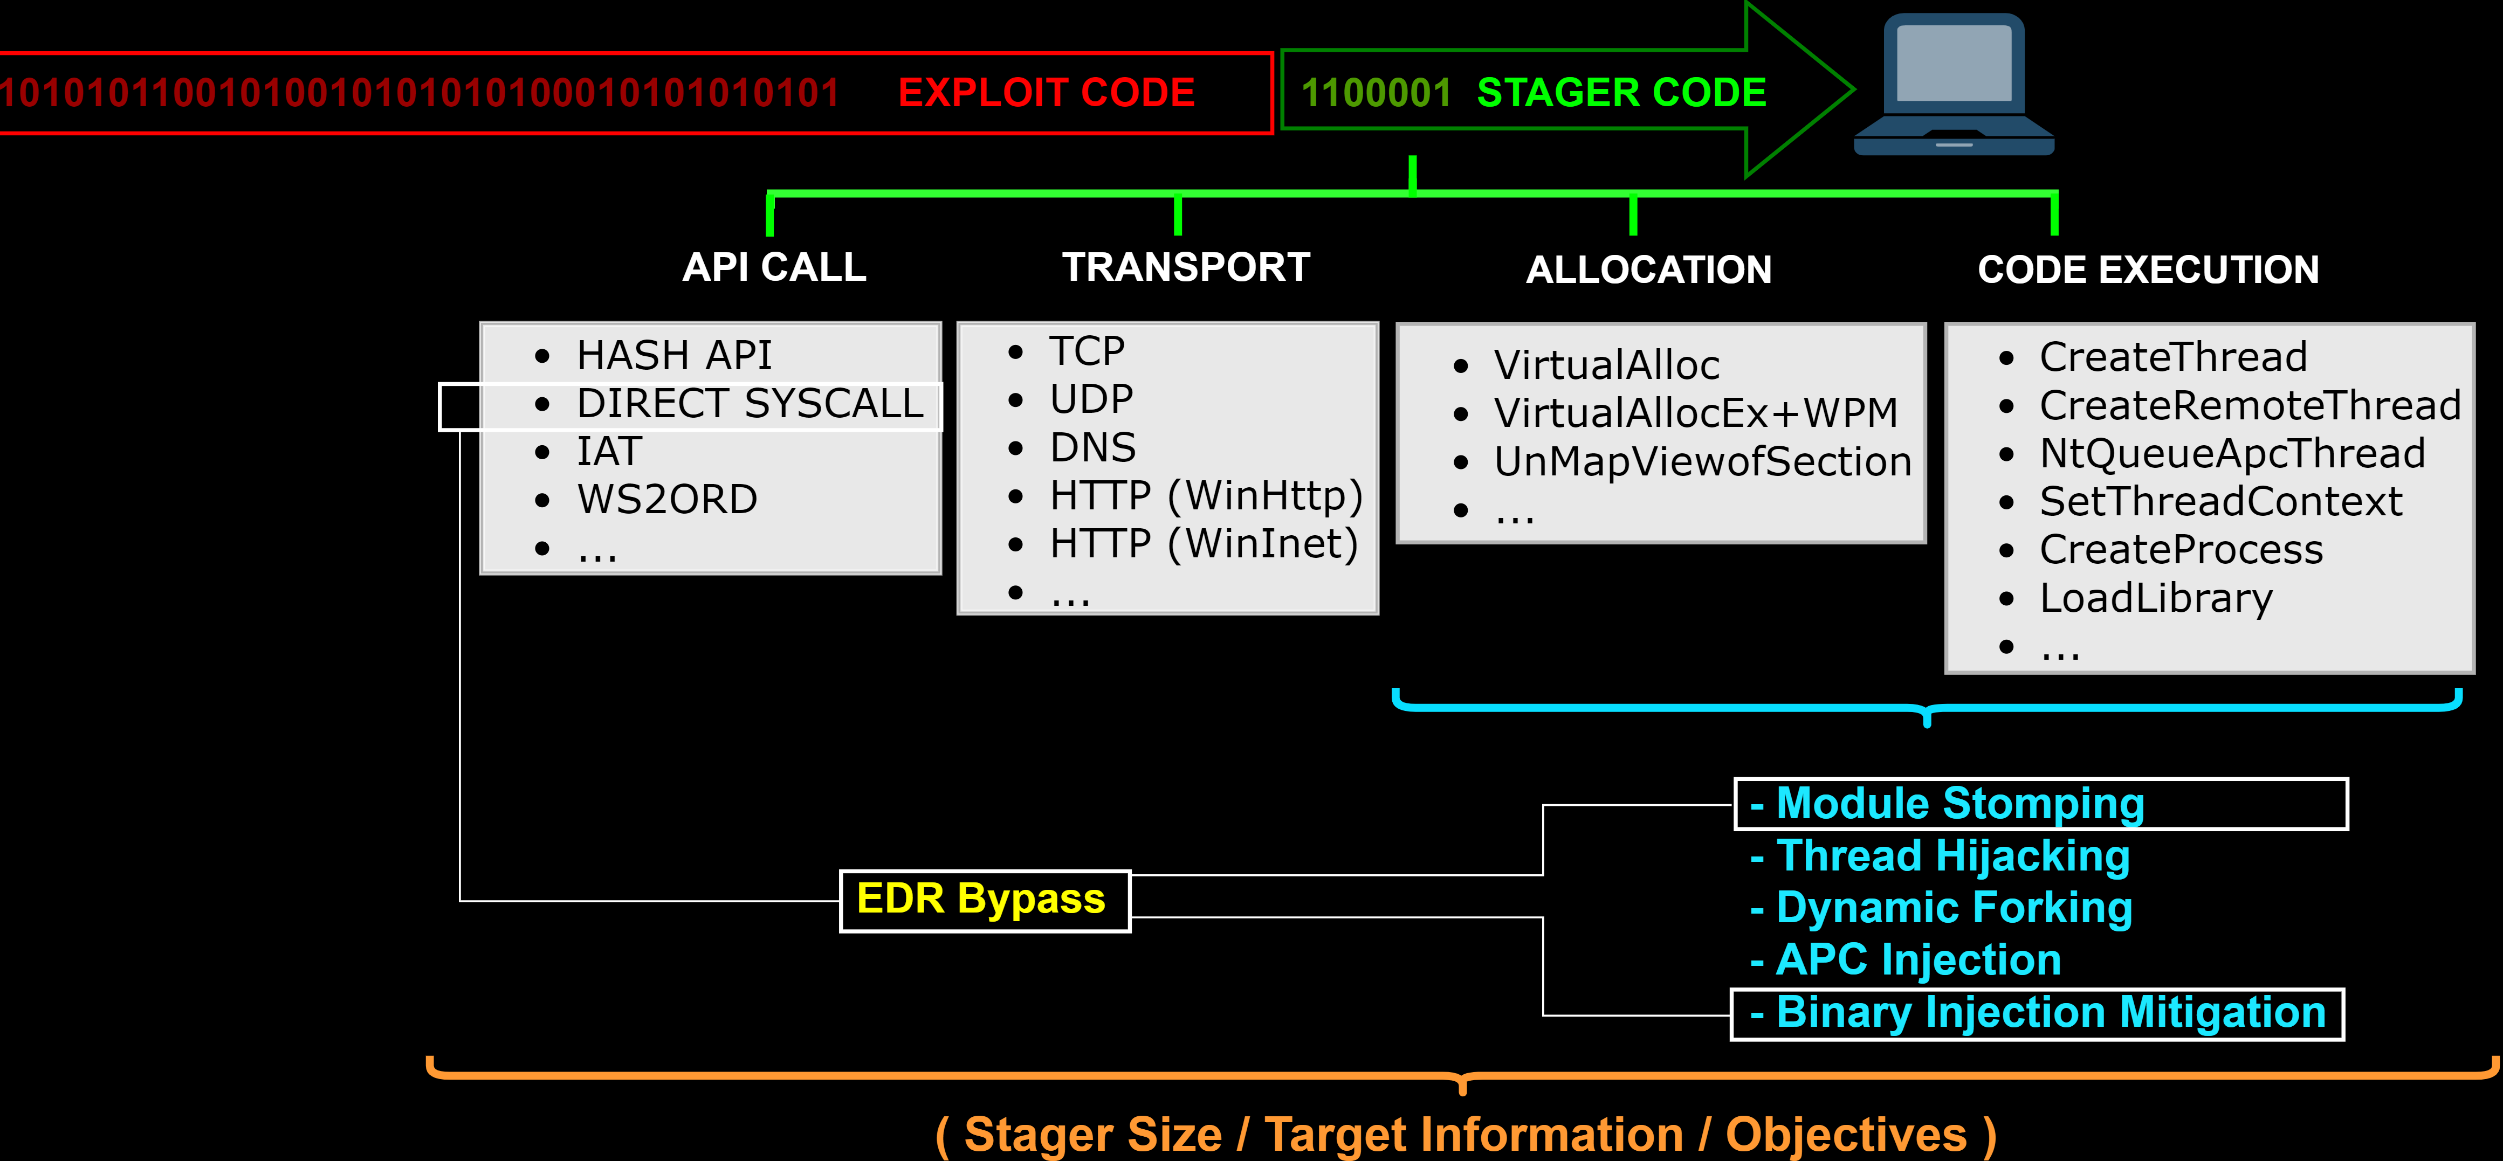 1010101100101001010101010001010101010​1 EXPLOIT CODE
1100001 STAGER CODE
API CALL
• HASH API
• DIRECT SYSCALL
• IAT
• WS2ORD
• ...
TRANSPORT
• TCP
• UDP
• DNS
• HTTP (WinHttp)
• HTTP (WinInet)
• ...
ALLOCATION
• VirtualAlloc
• VirtualAllocEx+WPM
• UnMapViewofSection
• ...
CODE EXECUTION
• CreateThread
• CreateRemoteThread
• NtQueueApcThread
• SetThreadContext
• CreateProcess
• LoadLibrary
• ...
EDR Bypass
- Module Stomping
- Thread Hijacking
- Dynamic Forking
- APC Injection
- Binary Injection Mitigation
( Stager Size / Target Information / Objectives )